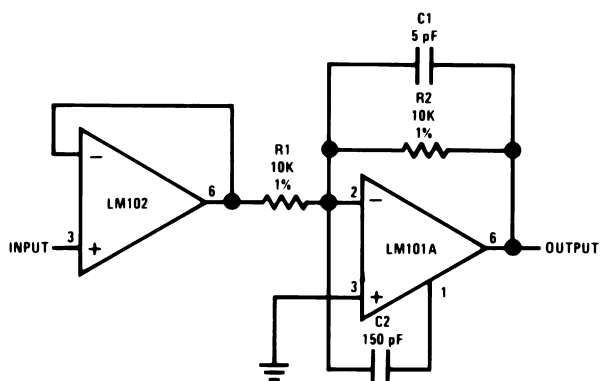 C1
5 pF
R2
10K
1%
R1
10K
1%
−
LM102
6
INPUT
3
+
2
−
LM101A
6
OUTPUT
3
+
1
C2
150 pF